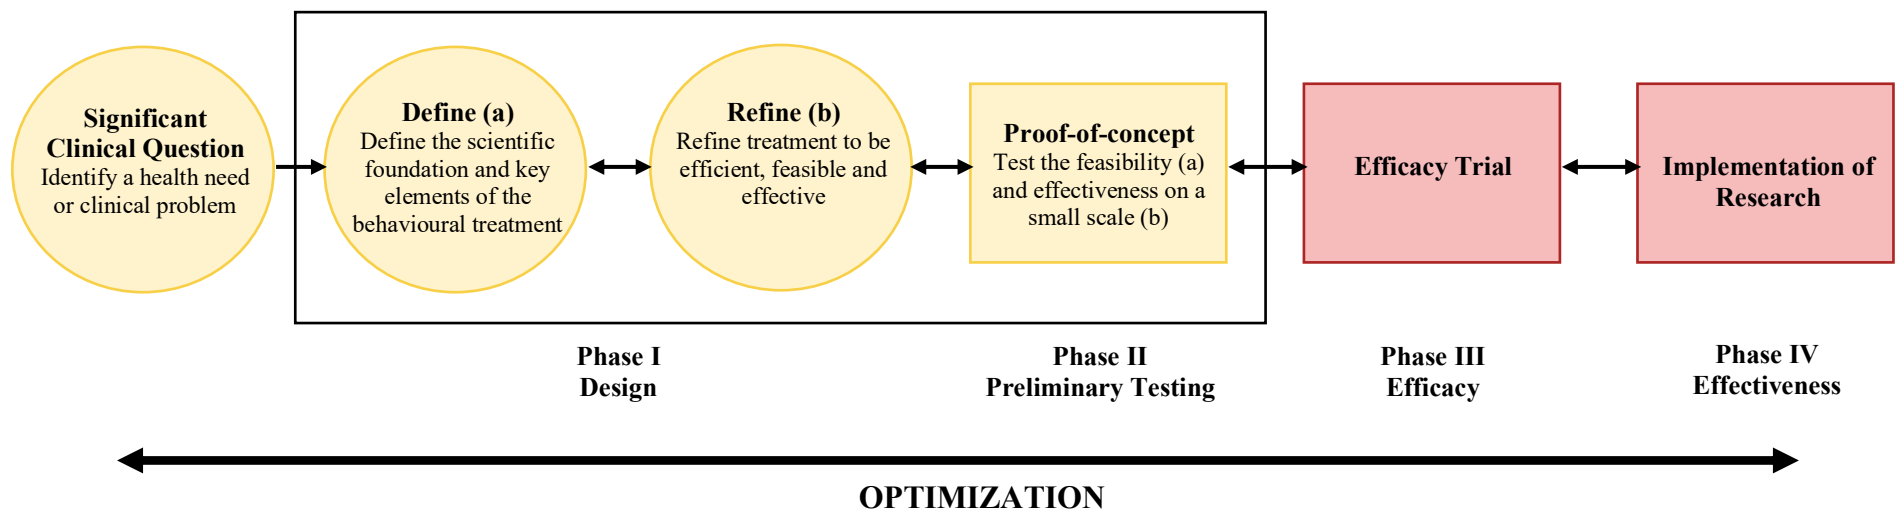 Significant
Clinical Question
Identify a health need
or clinical problem
Define (a)
Define the scientific
foundation and key
elements of the
behavioural treatment
Refine (b)
Refine treatment to be
efficient, feasible and
effective
Proof-of-concept
Test the feasibility (a)
and effectiveness on a
small scale (b)
Efficacy Trial
Implementation of
Research
Phase I
Design
Phase II
Preliminary Testing
Phase III
Efficacy
Phase IV
Effectiveness
OPTIMIZATION